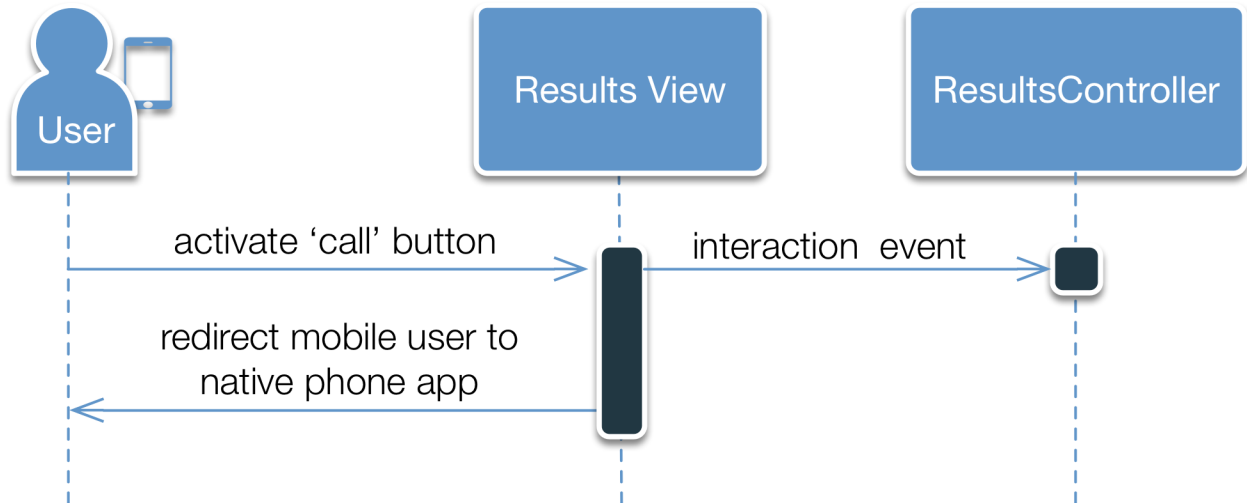 User
Results View
ResultsController
activate ‘call’ button
interaction  event
redirect mobile user to
native phone app